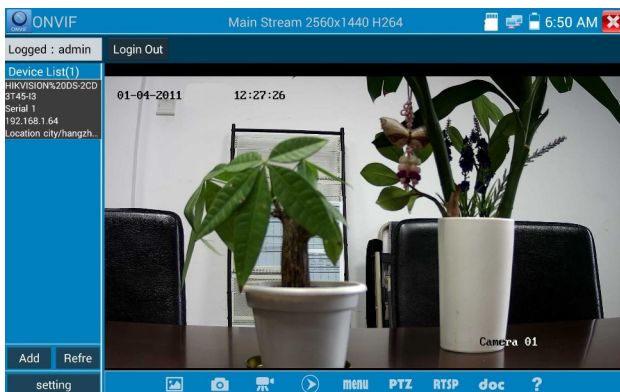 ONVIF
Main Stream 2560x1440 H264
6:50 AM
Logged : admin
Login Out
Device List(1)
HIKVISION%20DS-2CD
3T45-I3
Serial 1
192.168.1.64
Location city/hangzh...
01-04-2011 12:27:26
Camera 01
Add Refre
setting
menu PTZ RTSP doc ?